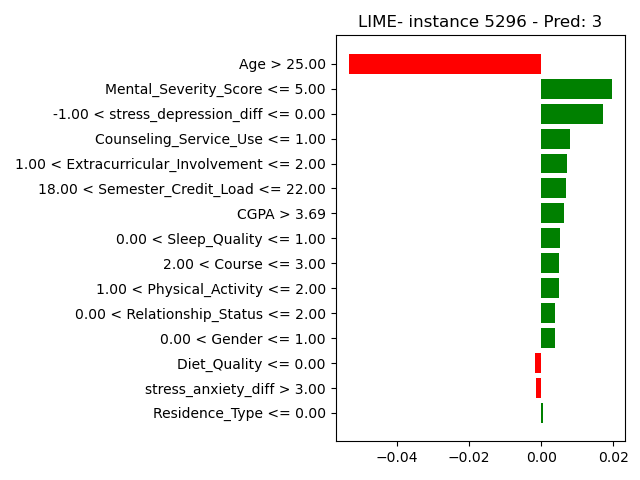 LIME- instance 5296 - Pred: 3
Age > 25.00
Mental_Severity_Score <= 5.00
-1.00 < stress_depression_diff <= 0.00
Counseling_Service_Use <= 1.00
1.00 < Extracurricular_Involvement <= 2.00
18.00 < Semester_Credit_Load <= 22.00
CGPA > 3.69
0.00 < Sleep_Quality <= 1.00
2.00 < Course <= 3.00
1.00 < Physical_Activity <= 2.00
0.00 < Relationship_Status <= 2.00
0.00 < Gender <= 1.00
Diet_Quality <= 0.00
stress_anxiety_diff > 3.00
Residence_Type <= 0.00
−0.04 −0.02 0.00 0.02